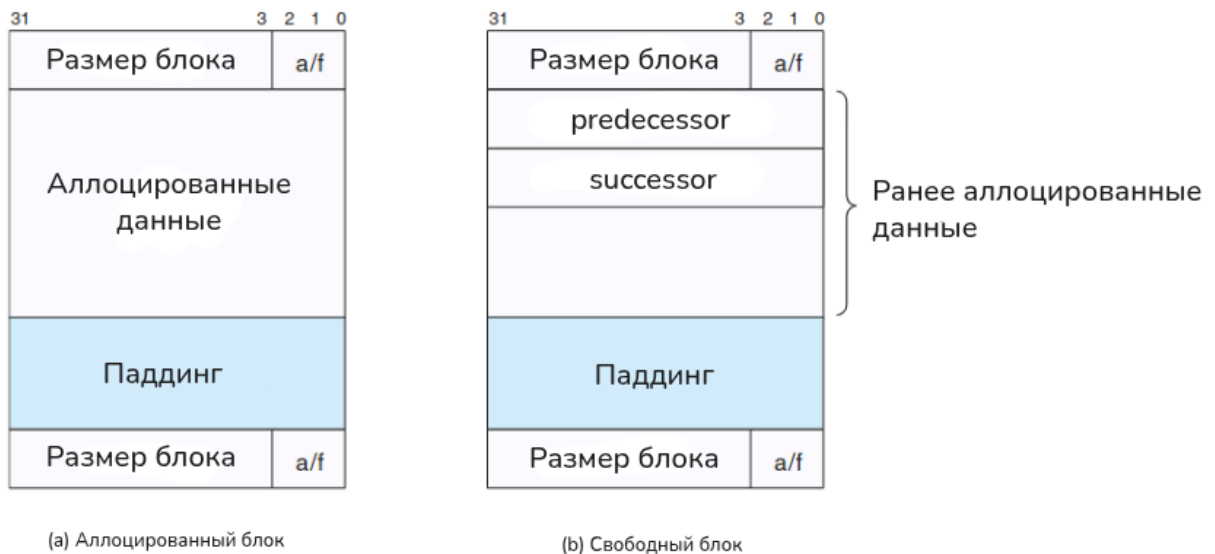 31 3 2 1 0
Размер блока a/f
Аллоцированные
данные
Паддинг
Размер блока a/f
(a) Аллоцированный блок
31 3 2 1 0
Размер блока a/f
predecessor
successor
Ранее аллоцированные
данные
Паддинг
Размер блока a/f
(b) Свободный блок